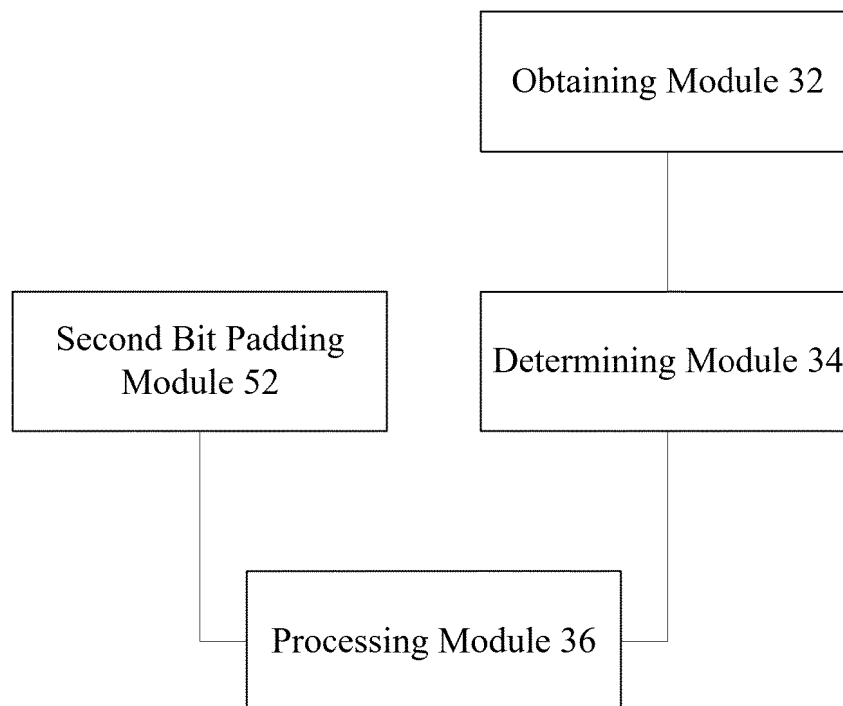 Obtaining Module 32
Second Bit Padding
Module 52
Determining Module 34
Processing Module 36